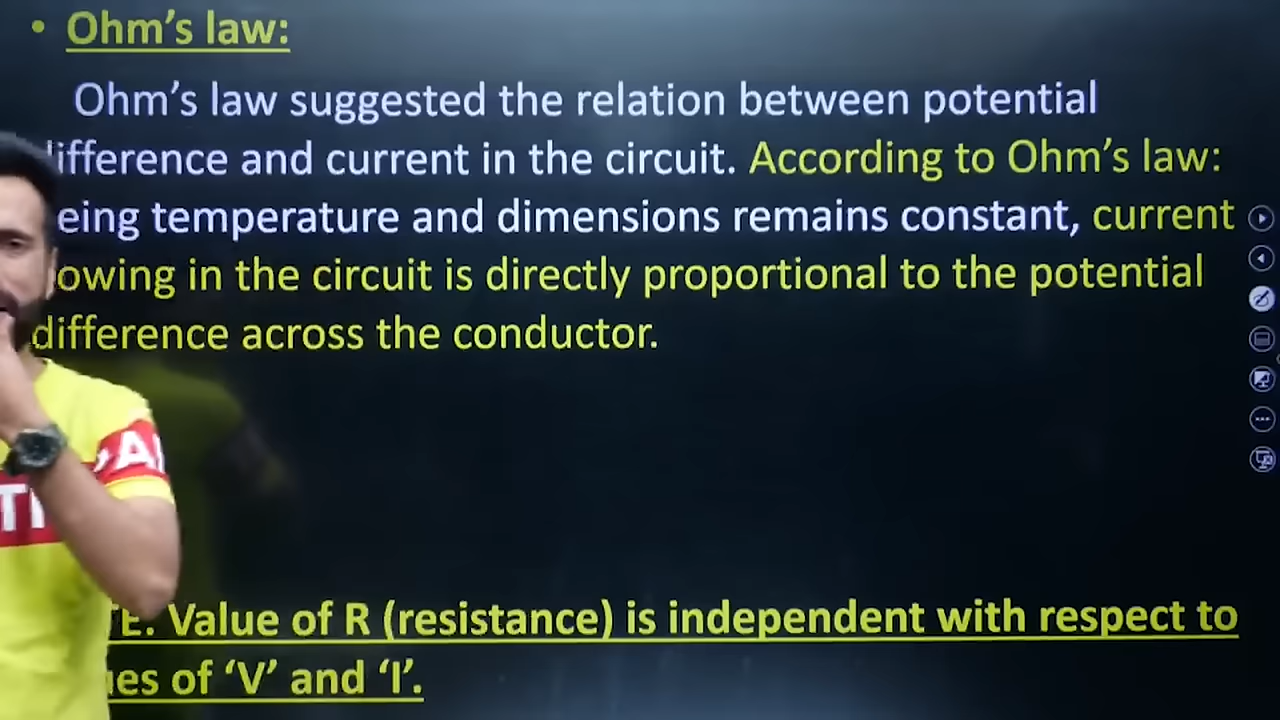 • Ohm's law:
Ohm's law suggested the relation between potential
ifference and current in the circuit. According to Ohm's law:
eing temperature and dimensions remains constant, current
owing in the circuit is directly proportional to the potential
difference across the conductor.
TE: Value of R (resistance) is independent with respect to
ues of 'V' and 'I'.